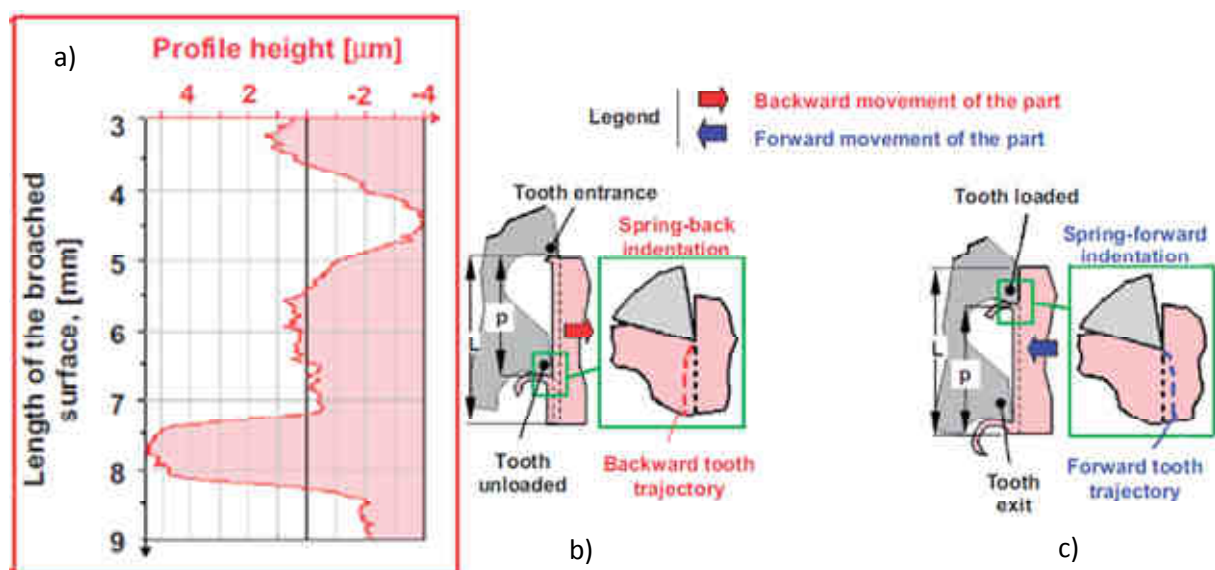 a)
Profile height [µm]
4 2 -2 -4
3
4
5
6
7
8
9
Length of the broached
surface, [mm]
Legend
Backward movement of the part
Forward movement of the part
Tooth entrance
Spring-back
indentation
L
p
Tooth
unloaded
Backward tooth
trajectory
b)
Tooth loaded
Spring-forward
indentation
L
p
Tooth
exit
Forward tooth
trajectory
c)